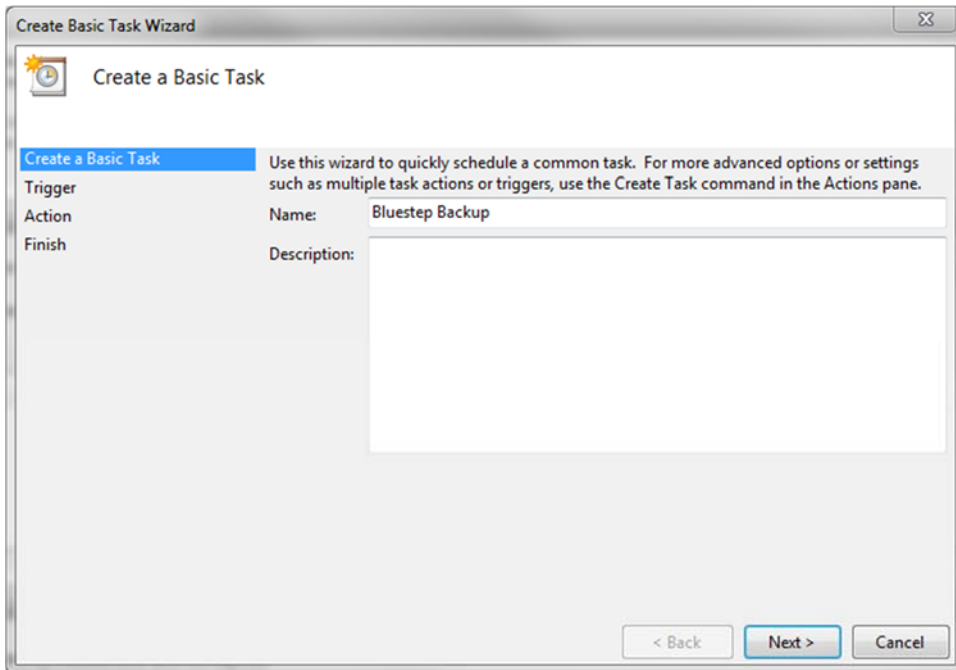 Create Basic Task Wizard
Create a Basic Task
Create a Basic Task
Trigger
Action
Finish
Use this wizard to quickly schedule a common task.  For more advanced options or settings
such as multiple task actions or triggers, use the Create Task command in the Actions pane.
Name:
Bluestep Backup
Description:
< Back
Next >
Cancel